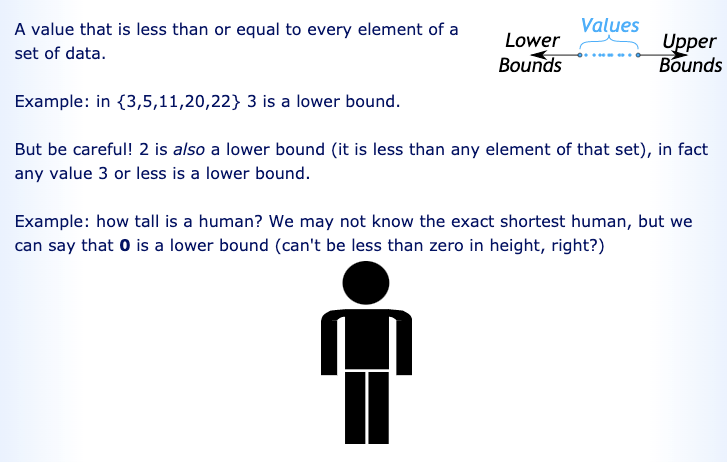 A value that is less than or equal to every element of a
set of data.
Values
Lower
Bounds
Upper
Bounds
Example: in {3,5,11,20,22} 3 is a lower bound.
But be careful! 2 is also a lower bound (it is less than any element of that set), in fact
any value 3 or less is a lower bound.
Example: how tall is a human? We may not know the exact shortest human, but we
can say that 0 is a lower bound (can't be less than zero in height, right?)